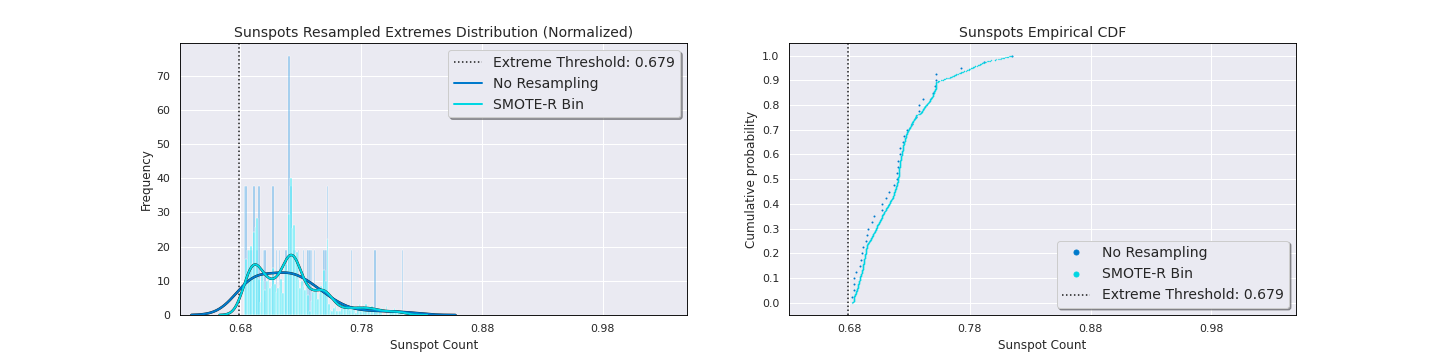 Sunspots Resampled Extremes Distribution (Normalized)
Extreme Threshold: 0.679
No Resampling
SMOTE-R Bin
Frequency
70
60
50
40
30
20
10
0
0.68
0.78
0.88
0.98
Sunspot Count
Sunspots Empirical CDF
Cumulative probability
1.0
0.9
0.8
0.7
0.6
0.5
0.4
0.3
0.2
0.1
0.0
No Resampling
SMOTE-R Bin
Extreme Threshold: 0.679
0.68
0.78
0.88
0.98
Sunspot Count